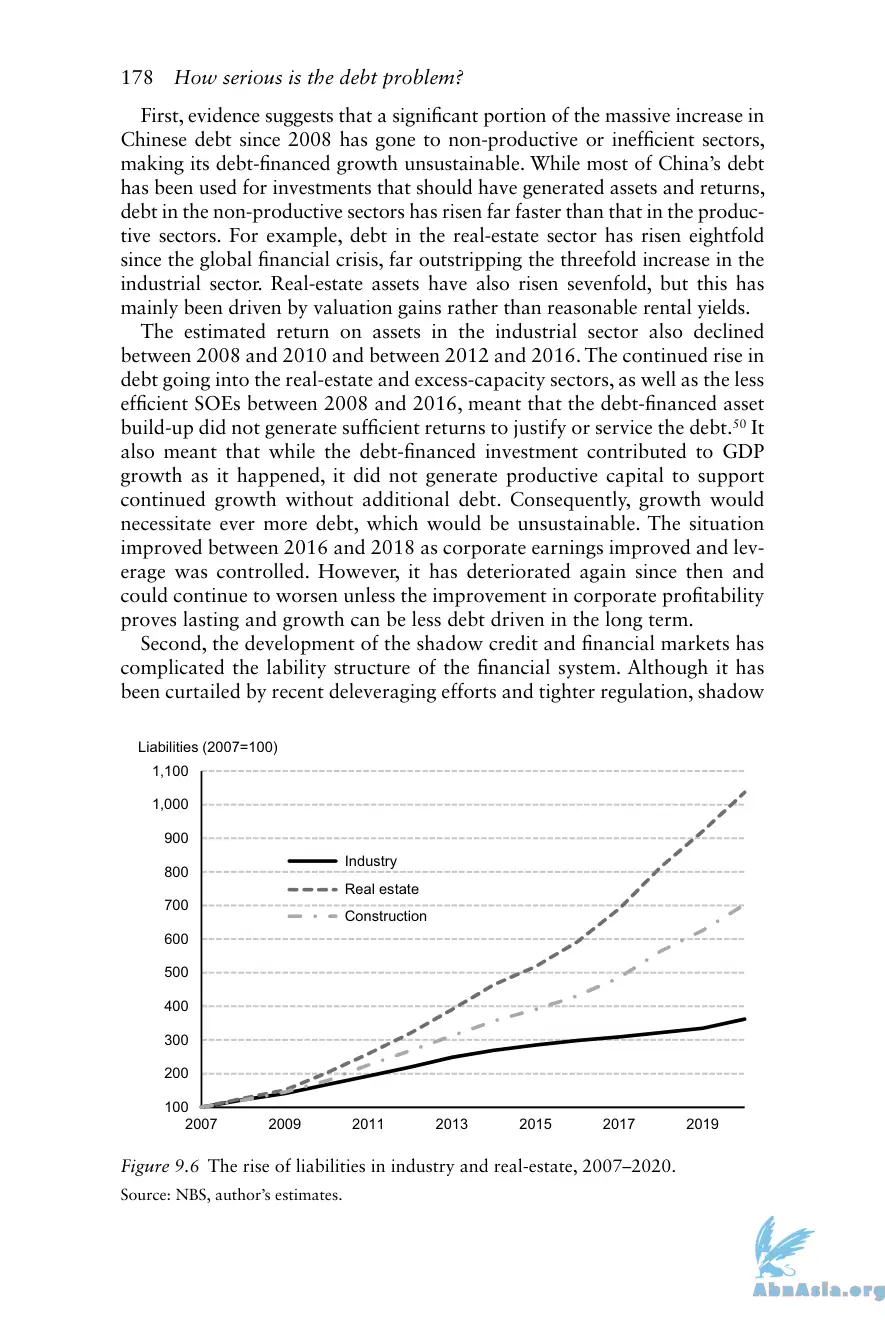 178 How serious is the debt problem?
First, evidence suggests that a significant portion of the massive increase in
Chinese debt since 2008 has gone to non-productive or inefficient sectors,
making its debt-financed growth unsustainable. While most of China’s debt
has been used for investments that should have generated assets and returns,
debt in the non-productive sectors has risen far faster than that in the produc-
tive sectors. For example, debt in the real-estate sector has risen eightfold
since the global financial crisis, far outstripping the threefold increase in the
industrial sector. Real-estate assets have also risen sevenfold, but this has
mainly been driven by valuation gains rather than reasonable rental yields.
The estimated return on assets in the industrial sector also declined
between 2008 and 2010 and between 2012 and 2016. The continued rise in
debt going into the real-estate and excess-capacity sectors, as well as the less
efficient SOEs between 2008 and 2016, meant that the debt-financed asset
build-up did not generate sufficient returns to justify or service the debt.50 It
also meant that while the debt-financed investment contributed to GDP
growth as it happened, it did not generate productive capital to support
continued growth without additional debt. Consequently, growth would
necessitate ever more debt, which would be unsustainable. The situation
improved between 2016 and 2018 as corporate earnings improved and lev-
erage was controlled. However, it has deteriorated again since then and
could continue to worsen unless the improvement in corporate profitability
proves lasting and growth can be less debt driven in the long term.
Second, the development of the shadow credit and financial markets has
complicated the lability structure of the financial system. Although it has
been curtailed by recent deleveraging efforts and tighter regulation, shadow
Liabilities (2007=100)
1,100
1,000
900
800
700
600
500
400
300
200
100
Industry
Real estate
Construction
2007 2009 2011 2013 2015 2017 2019
Figure 9.6 The rise of liabilities in industry and real-estate, 2007–2020.
Source: NBS, author’s estimates.
AbnAsia.org